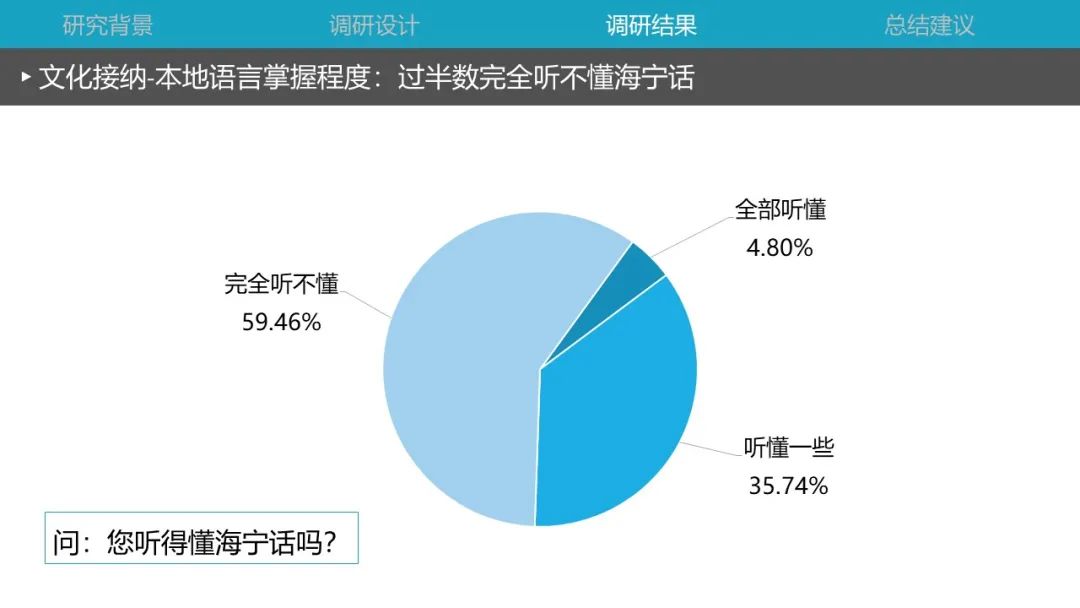 研究背景 调研设计 调研结果 总结建议
文化接纳-本地语言掌握程度：过半数完全听不懂海宁话
全部听懂
4.80%
完全听不懂
59.46%
听懂一些
35.74%
问：您听得懂海宁话吗？